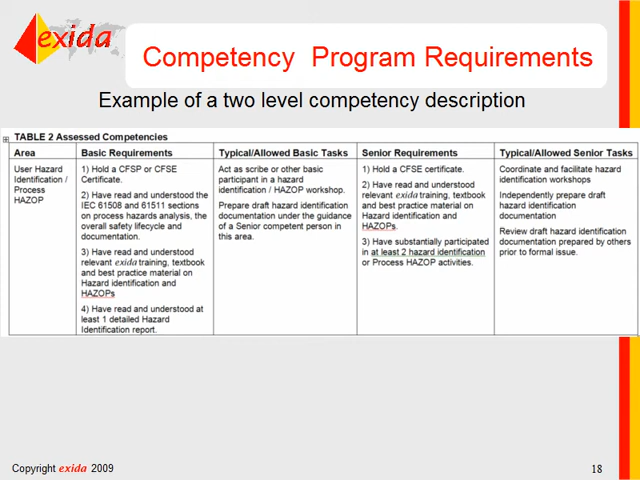 exida
Competency Program Requirements
Example of a two level competency description
TABLE 2 Assessed Competencies
Area
Basic Requirements
Typical/Allowed Basic Tasks
Senior Requirements
Typical/Allowed Senior Tasks
User Hazard
Identification /
Process
HAZOP
1) Hold a CFSP or CFSE
Certificate.
2) Have read and understood the
IEC 61508 and 61511 sections
on process hazards analysis, the
overall safety lifecycle and
documentation.
3) Have read and understood
relevant exida training, textbook
and best practice material on
Hazard identification and
HAZOPs
4) Have read and understood at
least 1 detailed Hazard
Identification report.
Act as scribe or other basic
participant in a hazard
identification / HAZOP workshop.
Prepare draft hazard identification
documentation under the guidance
of a Senior competent person in
this area.
1) Hold a CFSE certificate.
2) Have read and understood
relevant exida training, textbook
and best practice material on
Hazard identification and
HAZOPs.
3) Have substantially participated
in at least 2 hazard identification
or Process HAZOP activities.
Coordinate and facilitate hazard
identification workshops
Independently prepare draft
hazard identification
documentation
Review draft hazard identification
documentation prepared by others
prior to formal issue.
Copyright exida 2009
18